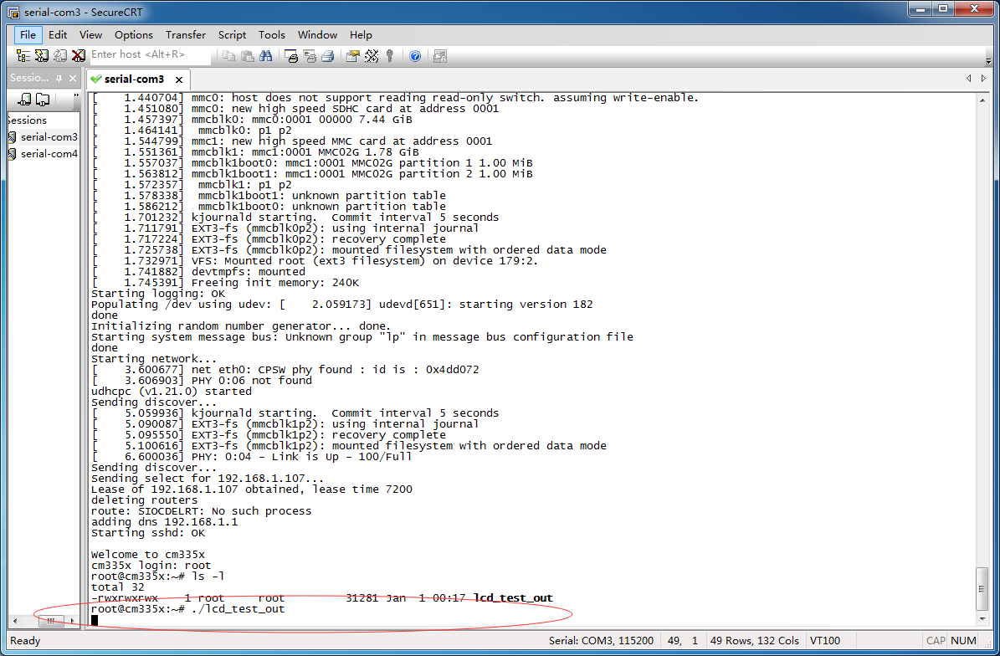 serial-com3 - SecureCRT
File Edit View Options Transfer Script Tools Window Help
Enter host <Alt+R>
Sessio...
serial-com3
essions
serial-com3
serial-com4
[    1.440704] mmc0: host does not support reading read-only switch. assuming write-enable.
[    1.451080] mmc0: new high speed SDHC card at address 0001
[    1.457397] mmcblk0: mmc0:0001 00000 7.44 GiB
[    1.464141]  mmcblk0: p1 p2
[    1.544799] mmc1: new high speed MMC card at address 0001
[    1.551361] mmcblk1: mmc1:0001 MMC02G 1.78 GiB
[    1.557037] mmcblk1boot0: mmc1:0001 MMC02G partition 1 1.00 MiB
[    1.563812] mmcblk1boot1: mmc1:0001 MMC02G partition 2 1.00 MiB
[    1.572357]  mmcblk1: p1 p2
[    1.578338]  mmcblk1boot1: unknown partition table
[    1.586212]  mmcblk1boot0: unknown partition table
[    1.701232] kjournald starting.  Commit interval 5 seconds
[    1.711791] EXT3-fs (mmcblk0p2): using internal journal
[    1.717224] EXT3-fs (mmcblk0p2): recovery complete
[    1.725738] EXT3-fs (mmcblk0p2): mounted filesystem with ordered data mode
[    1.732971] VFS: Mounted root (ext3 filesystem) on device 179:2.
[    1.741882] devtmpfs: mounted
[    1.745391] Freeing init memory: 240K
Starting logging: OK
Populating /dev using udev: [    2.059173] udevd[651]: starting version 182
done
Initializing random number generator... done.
Starting system message bus: Unknown group "lp" in message bus configuration file
done
Starting network...
[    3.600677] net eth0: CPSW phy found : id is : 0x4dd072
[    3.606903] PHY 0:06 not found
udhcpc (v1.21.0) started
Sending discover...
[    5.059936] kjournald starting.  Commit interval 5 seconds
[    5.090087] EXT3-fs (mmcblk1p2): using internal journal
[    5.095550] EXT3-fs (mmcblk1p2): recovery complete
[    5.100616] EXT3-fs (mmcblk1p2): mounted filesystem with ordered data mode
[    6.600036] PHY: 0:04 - Link is Up - 100/Full
Sending discover...
Sending select for 192.168.1.107...
Lease of 192.168.1.107 obtained, lease time 7200
deleting routers
route: SIOCDELRT: No such process
adding dns 192.168.1.1
Starting sshd: OK
Welcome to cm335x
cm335x login: root
root@cm335x:~# ls -l
total 32
-rwxrwxrwx    1 root     root         31281 Jan  1 00:17 lcd_test_out
root@cm335x:~# ./lcd_test_out
Ready Serial: COM3, 115200 49, 1 49 Rows, 132 Cols VT100 CAP NUM